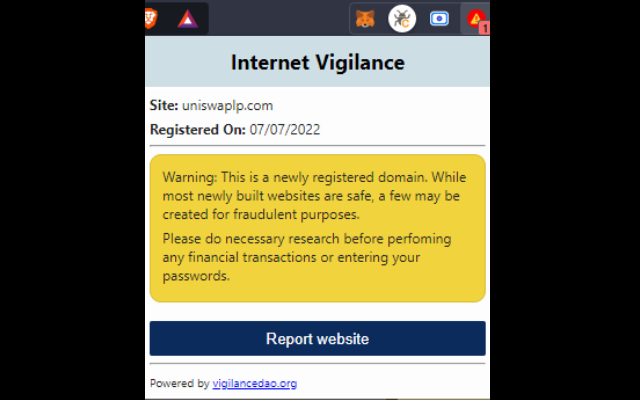 C
1
Internet Vigilance
Site: uniswaplp.com
Registered On: 07/07/2022
Warning: This is a newly registered domain. While
most newly built websites are safe, a few may be
created for fraudulent purposes.
Please do necessary research before perfoming
any financial transactions or entering your
passwords.
Report website
Powered by vigilancedao.org